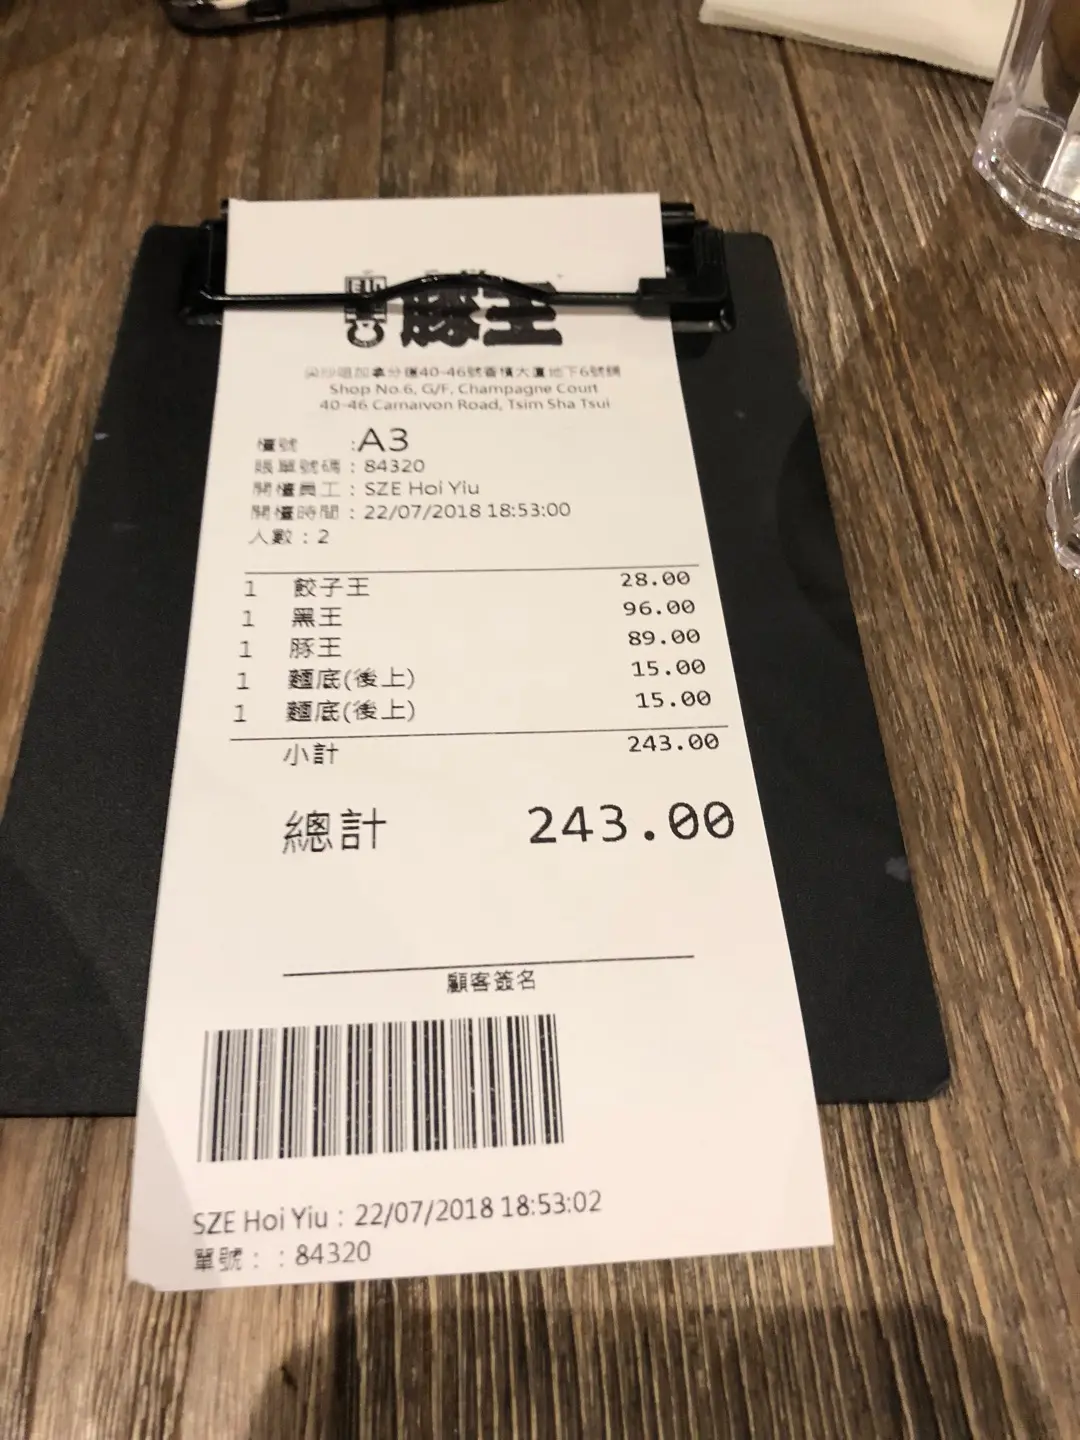 豚王
尖沙咀加拿分道40-46號香檳大廈地下6號舖
Shop No.6, G/F, Champagne Court
40-46 Carnarvon Road, Tsim Sha Tsui
檯號 :A3
賬單號碼 : 84320
開檯員工 : SZE Hoi Yiu
開檯時間 : 22/07/2018 18:53:00
人數 : 2
1 餃子王 28.00
1 黑王 96.00
1 豚王 89.00
1 麵底(後上) 15.00
1 麵底(後上) 15.00
小計 243.00
總計 243.00
顧客簽名
SZE Hoi Yiu : 22/07/2018 18:53:02
單號 : : 84320